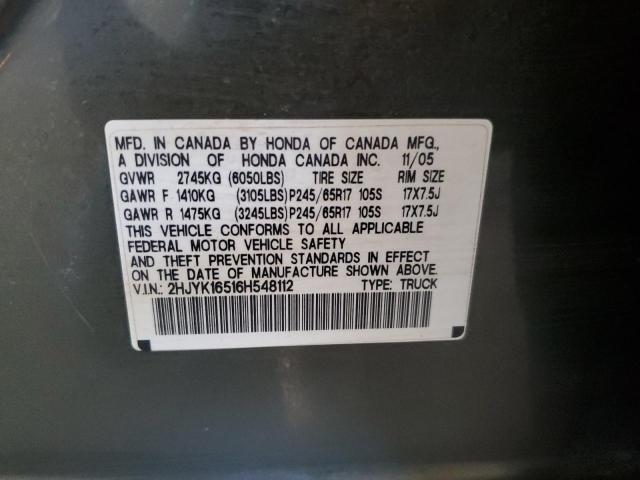 MFD. IN CANADA BY HONDA OF CANADA MFG.,
A DIVISION OF HONDA CANADA INC. 11/05
GVWR 2745KG (6050LBS) TIRE SIZE RIM SIZE
GAWR F 1410KG (3105LBS)P245/65R17 105S 17X7.5J
GAWR R 1475KG (3245LBS)P245/65R17 105S 17X7.5J
THIS VEHICLE CONFORMS TO ALL APPLICABLE
FEDERAL MOTOR VEHICLE SAFETY
AND THEFT PREVENTION STANDARDS IN EFFECT
ON THE DATE OF MANUFACTURE SHOWN ABOVE.
V.I.N.: 2HJYK16516H548112 TYPE: TRUCK